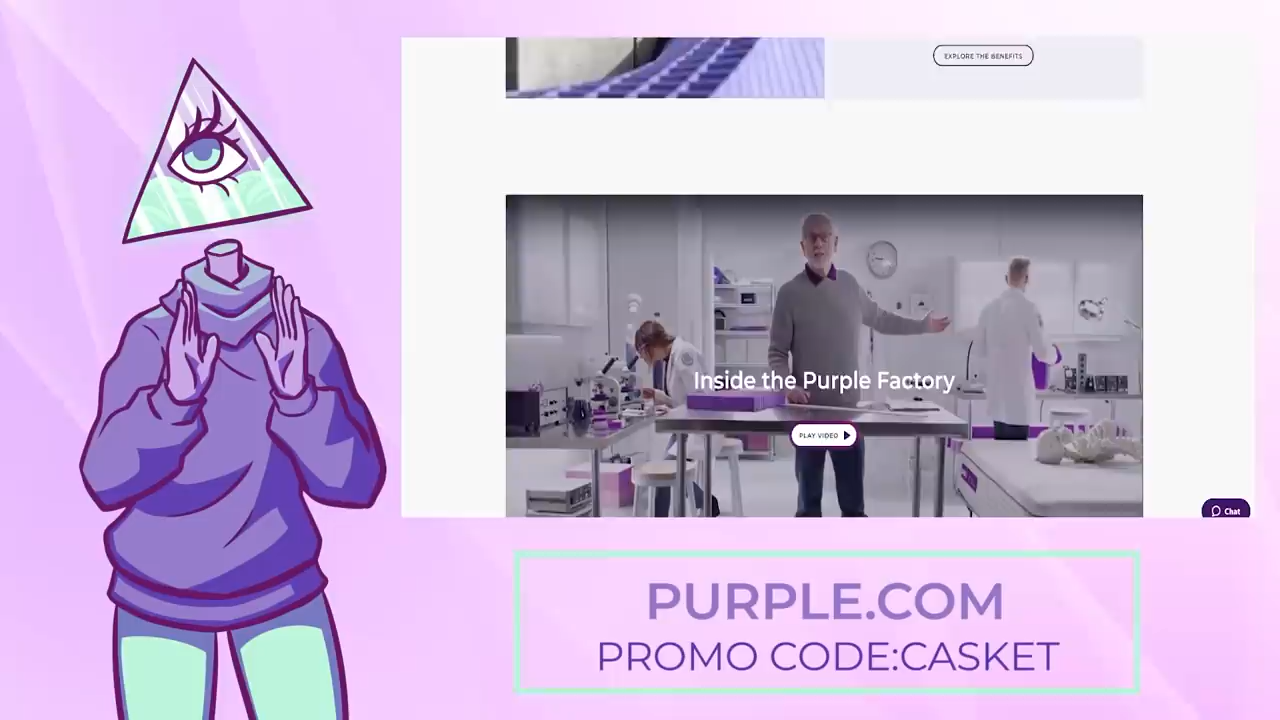 EXPLORE THE BENEFITS
Inside the Purple Factory
PLAY VIDEO
Chat
PURPLE.COM
PROMO CODE:CASKET